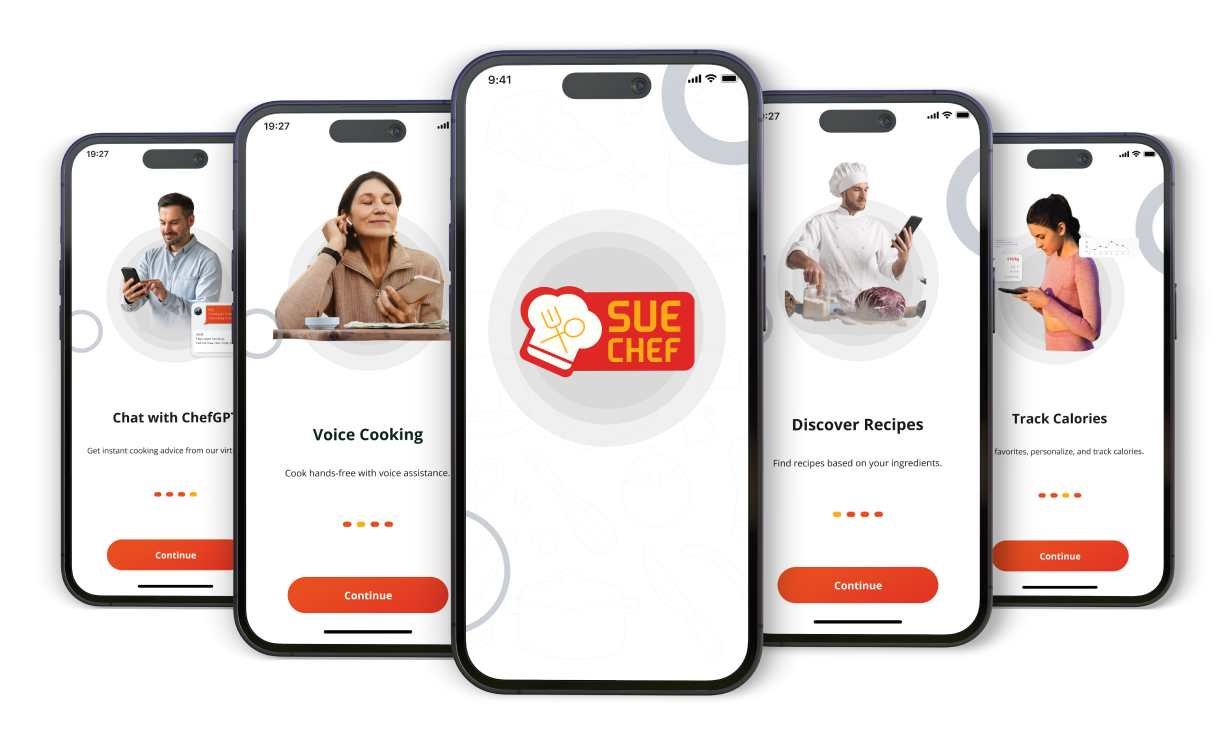 19:27
Chat with ChefGP
Get instant cooking advice from our virt
Continue
19:27
Voice Cooking
Cook hands-free with voice assistance.
Continue
9:41
SUE
CHEF
:27
Discover Recipes
Find recipes based on your ingredients.
Continue
Track Calories
favorites, personalize, and track calories.
Continue